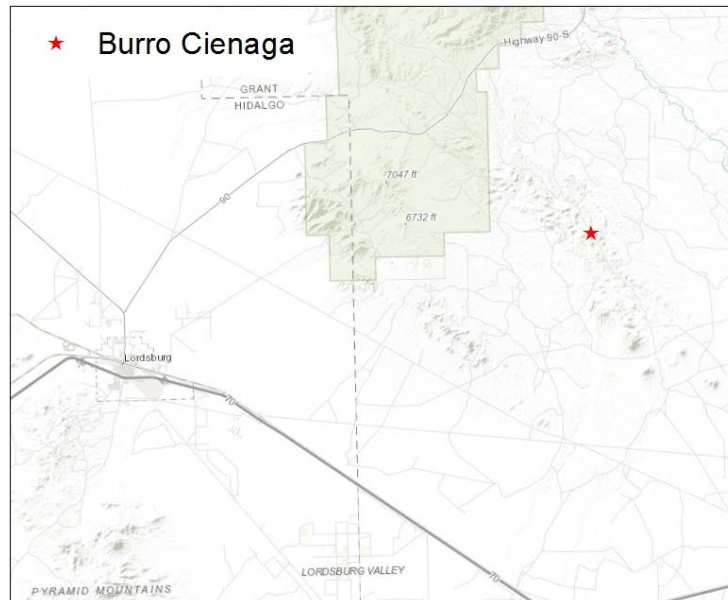 Burro Cienaga
Highway-90-S
GRANT
HIDALGO
7047 ft
6732 ft
90
Lordsburg
70
LORDSBURG VALLEY
70
PYRAMID MOUNTAINS